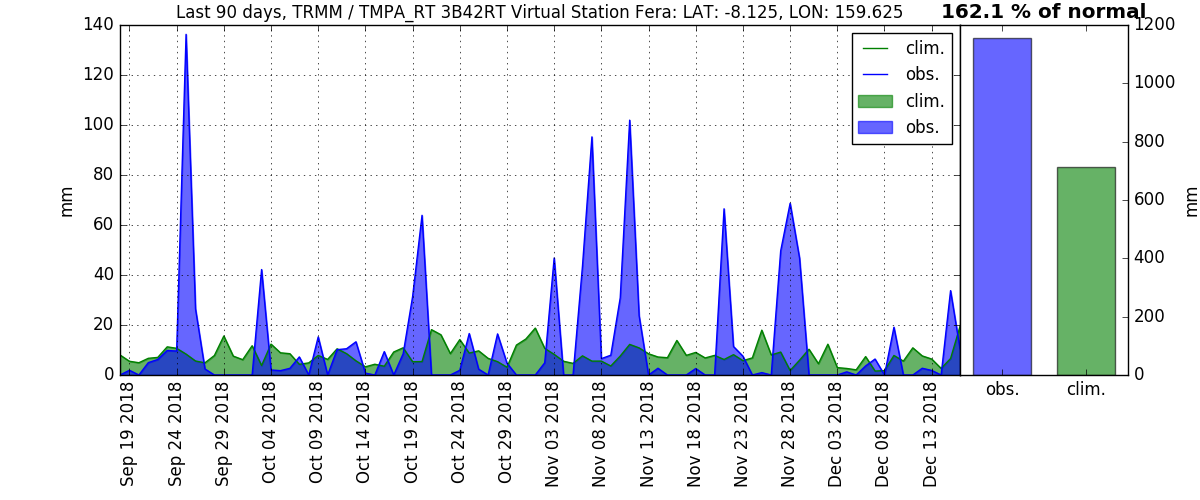 Last 90 days, TRMM / TMPA_RT 3B42RT Virtual Station Fera: LAT: -8.125, LON: 159.625
162.1 % of normal
140
120
100
80
60
40
20
0
mm
clim.
obs.
clim.
obs.
1200
1000
800
600
400
200
0
mm
obs.
clim.
Sep 19 2018
Sep 24 2018
Sep 29 2018
Oct 04 2018
Oct 09 2018
Oct 14 2018
Oct 19 2018
Oct 24 2018
Oct 29 2018
Nov 03 2018
Nov 08 2018
Nov 13 2018
Nov 18 2018
Nov 23 2018
Nov 28 2018
Dec 03 2018
Dec 08 2018
Dec 13 2018